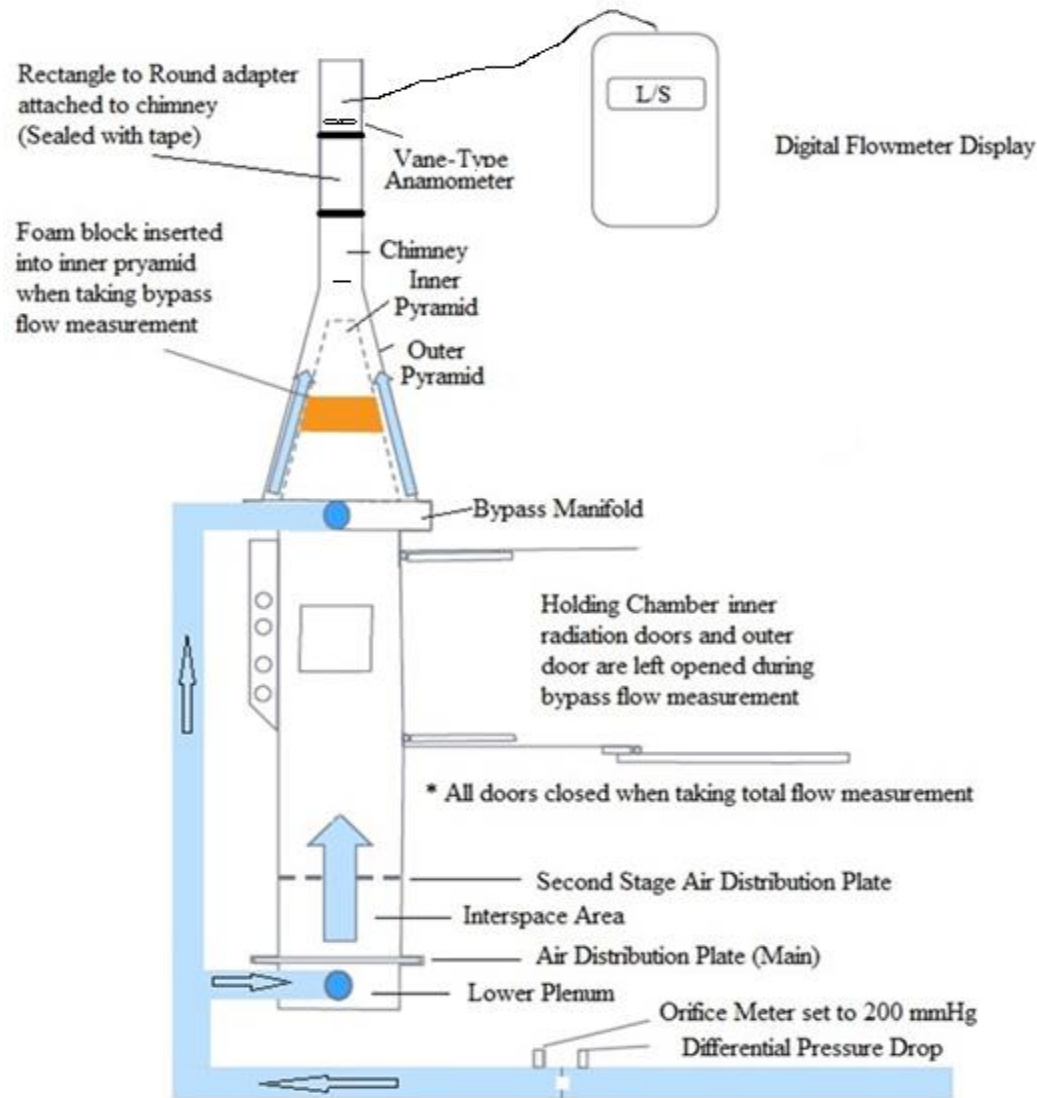 Rectangle to Round adapter
attached to chimney
(Sealed with tape)
L/S
Digital Flowmeter Display
Vane-Type
Anamometer
Foam block inserted
into inner pryamid
when taking bypass
flow measurement
Chimney
Inner
Pyramid
Outer
Pyramid
Bypass Manifold
Holding Chamber inner
radiation doors and outer
door are left opened during
bypass flow measurement
* All doors closed when taking total flow measurement
Second Stage Air Distribution Plate
Interspace Area
Air Distribution Plate (Main)
Lower Plenum
Orifice Meter set to 200 mmHg
Differential Pressure Drop